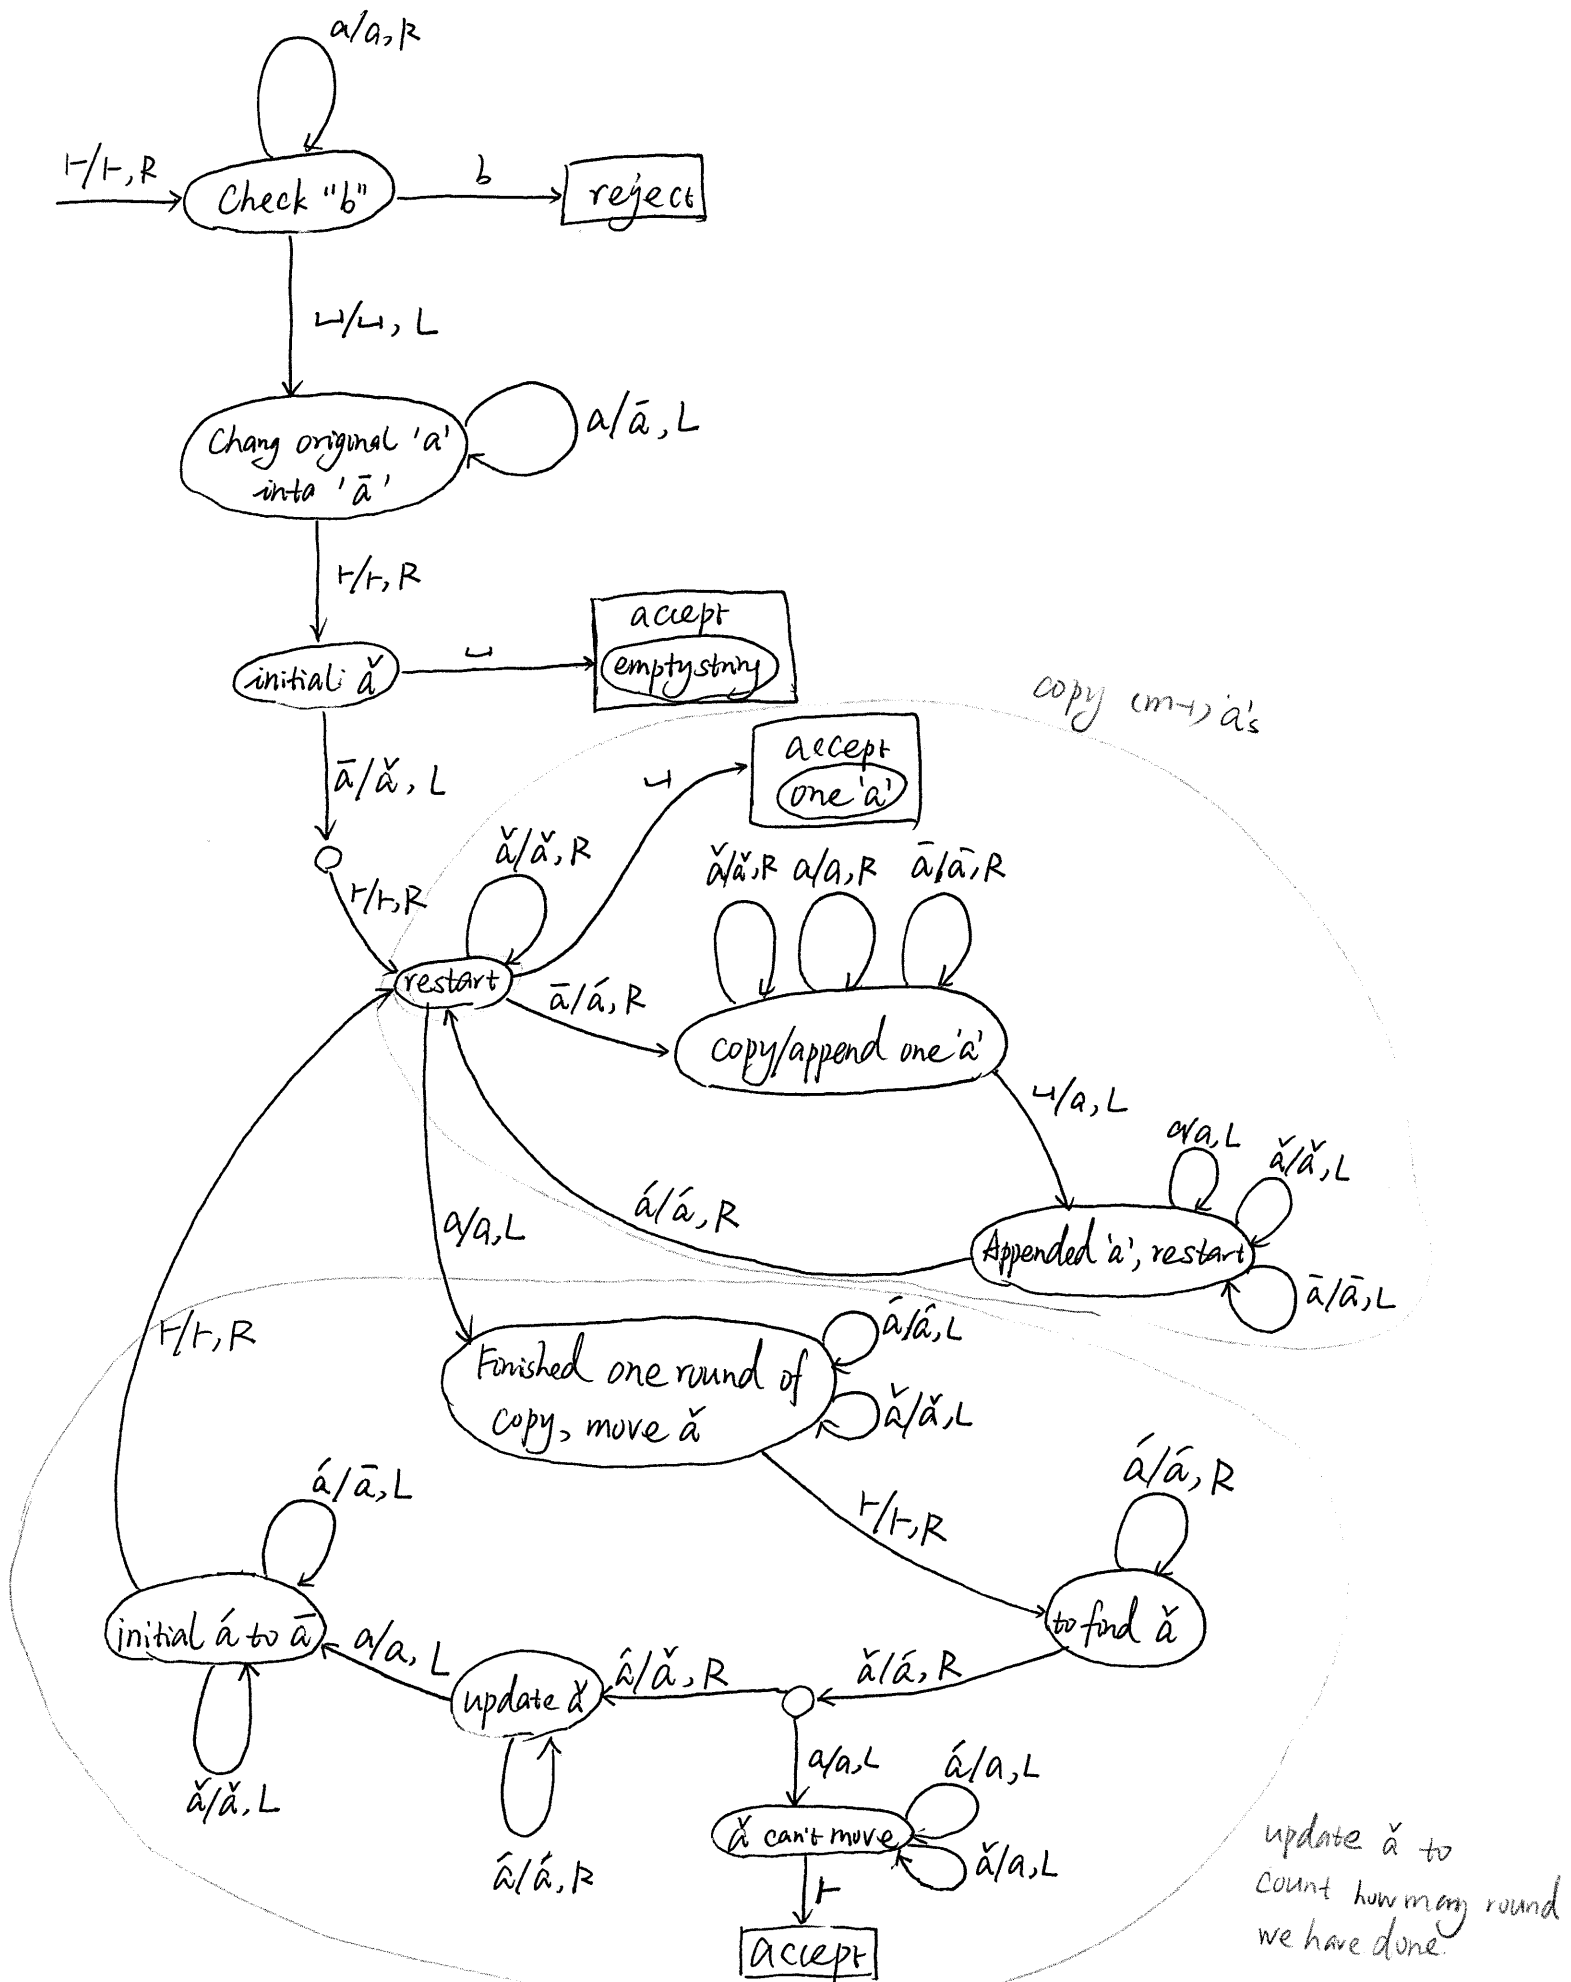 a/a, R
⊢/⊢, R
Check "b"
b
reject
⊔/⊔, L
Chang original 'a'
into 'ā'
a/ā, L
⊢/⊢, R
initial ǎ
⊔
accept
empty string
copy (m-1) a's
ā/ǎ, L
⊢/⊢, R
⊔
accept
one 'a'
ǎ/ǎ, R
ǎ/ǎ, R
a/a, R
ā/ā, R
restart
ā/á, R
copy/append one 'a'
⊔/a, L
a/a, L
ǎ/ǎ, L
á/á, R
Appended 'a', restart
ā/ā, L
a/a, L
⊢/⊢, R
Finished one round of
copy, move ǎ
á/á, L
ǎ/ǎ, L
⊢/⊢, R
á/á, R
to find ǎ
á/ā, L
initial á to ā
ǎ/ǎ, L
a/a, L
update ǎ
á/ǎ, R
ǎ/á, R
á/á, R
a/a, L
ǎ can't move
á/a, L
ǎ/a, L
⊢
accept
update ǎ to
count how many round
we have done.